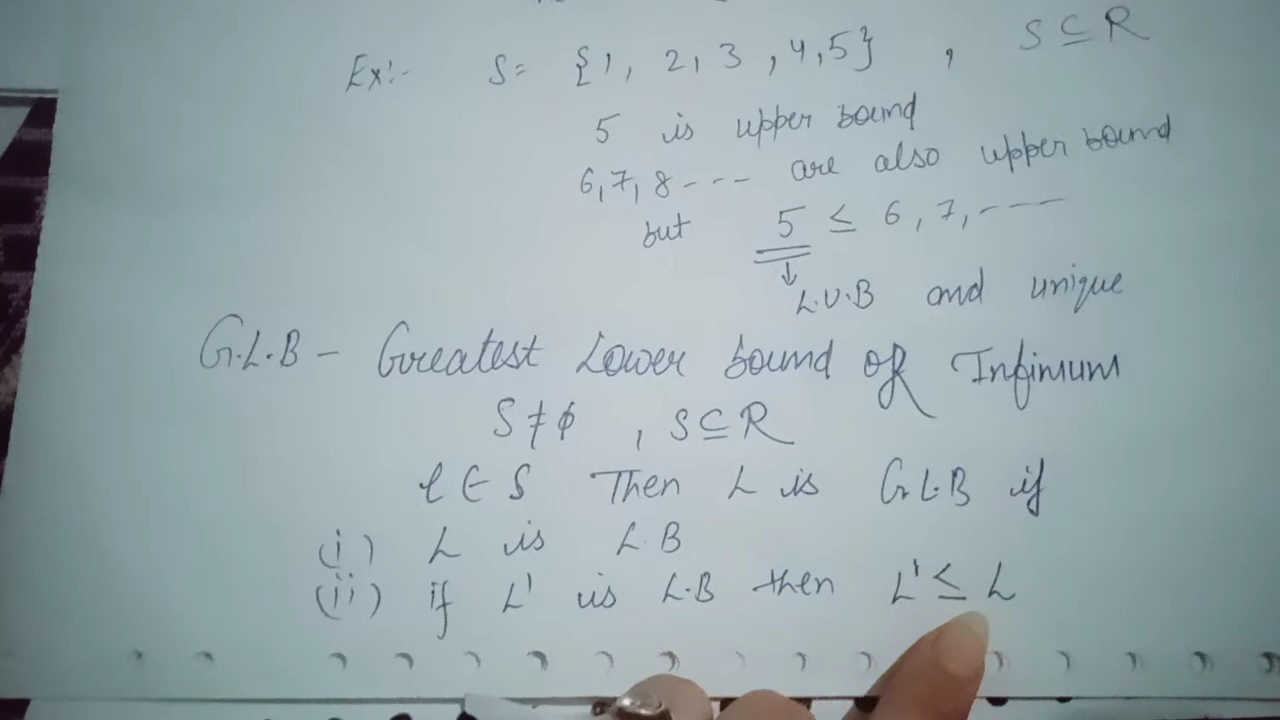 Ex:- S= {1, 2, 3, 4, 5} , S⊆R
5 is upper bound
6, 7, 8---- are also upper bound
but 5 ≤ 6, 7, ----
↓
L.U.B and unique
G.L.B - Greatest Lower bound or Infimum
S≠ϕ , S⊆R
l∈S Then L is G.L.B if
(i) L is L.B
(ii) if L' is L.B then L' ≤ L